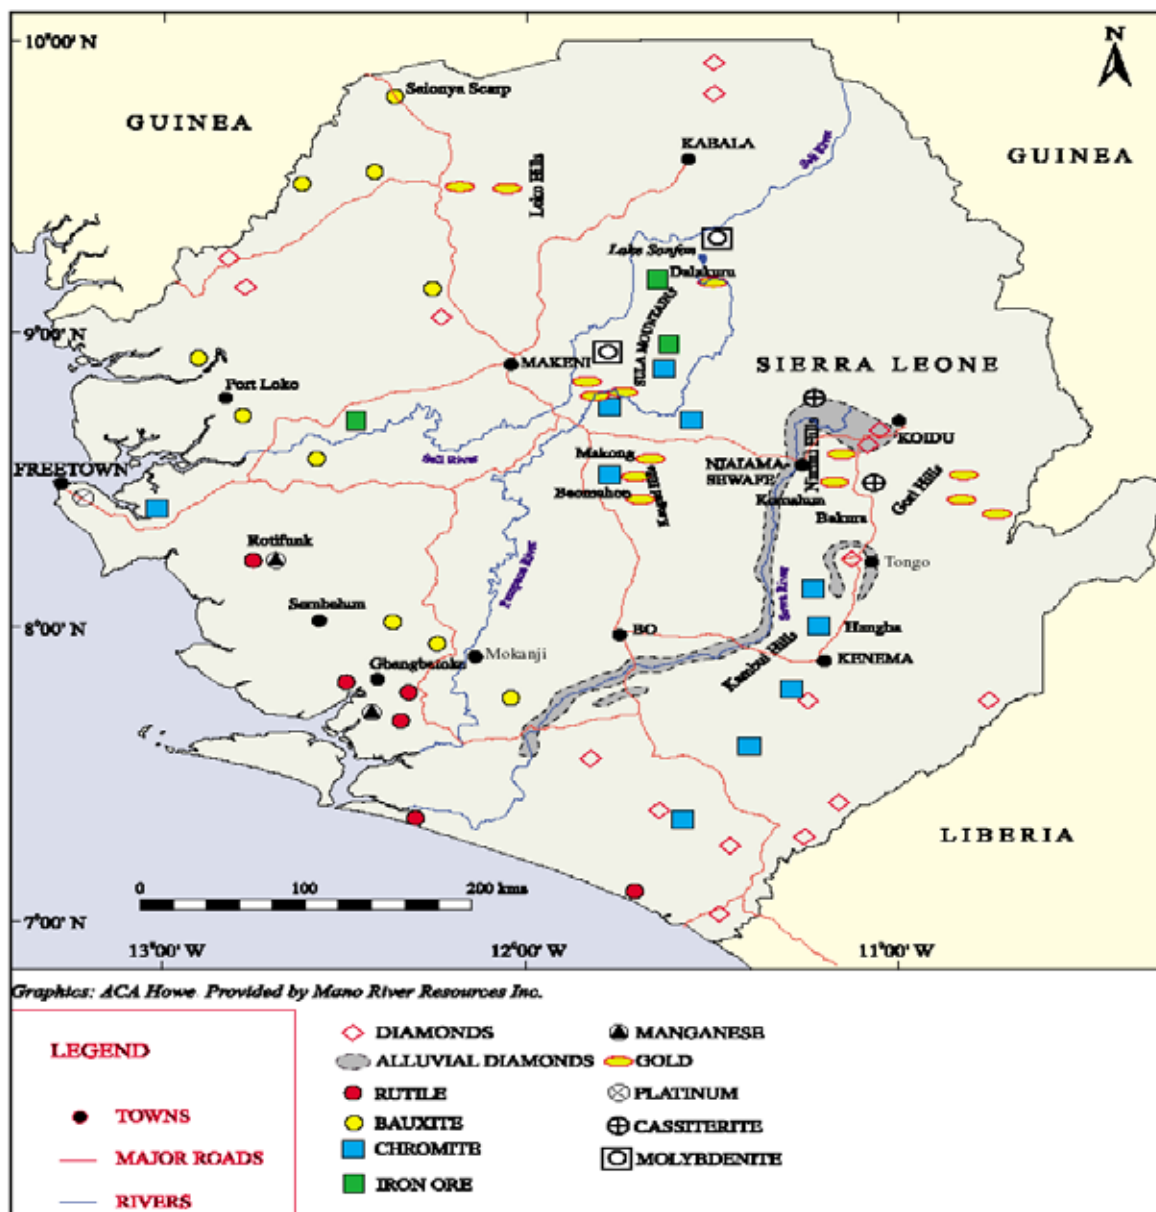 10°00' N
N
Saionya Scarp
GUINEA
GUINEA
KABALA
Loko Hills
Lake Sonfon
Dalakuru
SULA MOUNTAINS
9°00' N
SIERRA LEONE
MAKENI
Port Loko
KOIDU
FREETOWN
Seli River
Makong
NJAIAMA-
SEWAFE
Nimini Hills
Gori Hills
Baomahun
Kangari Hills
Komahun
Bakura
Rotifunk
Pampana River
Tongo
Sembehun
Sewa River
8°00' N
BO
Hangha
Mokanji
Kambui Hills
KENEMA
Gbangbatoke
LIBERIA
0 100 200 kms
7°00' N
13°00' W 12°00' W 11°00' W
Graphics: ACA Howe. Provided by Mano River Resources Inc.
LEGEND
TOWNS
MAJOR ROADS
RIVERS
DIAMONDS
ALLUVIAL DIAMONDS
RUTILE
BAUXITE
CHROMITE
IRON ORE
MANGANESE
GOLD
PLATINUM
CASSITERITE
MOLYBDENITE